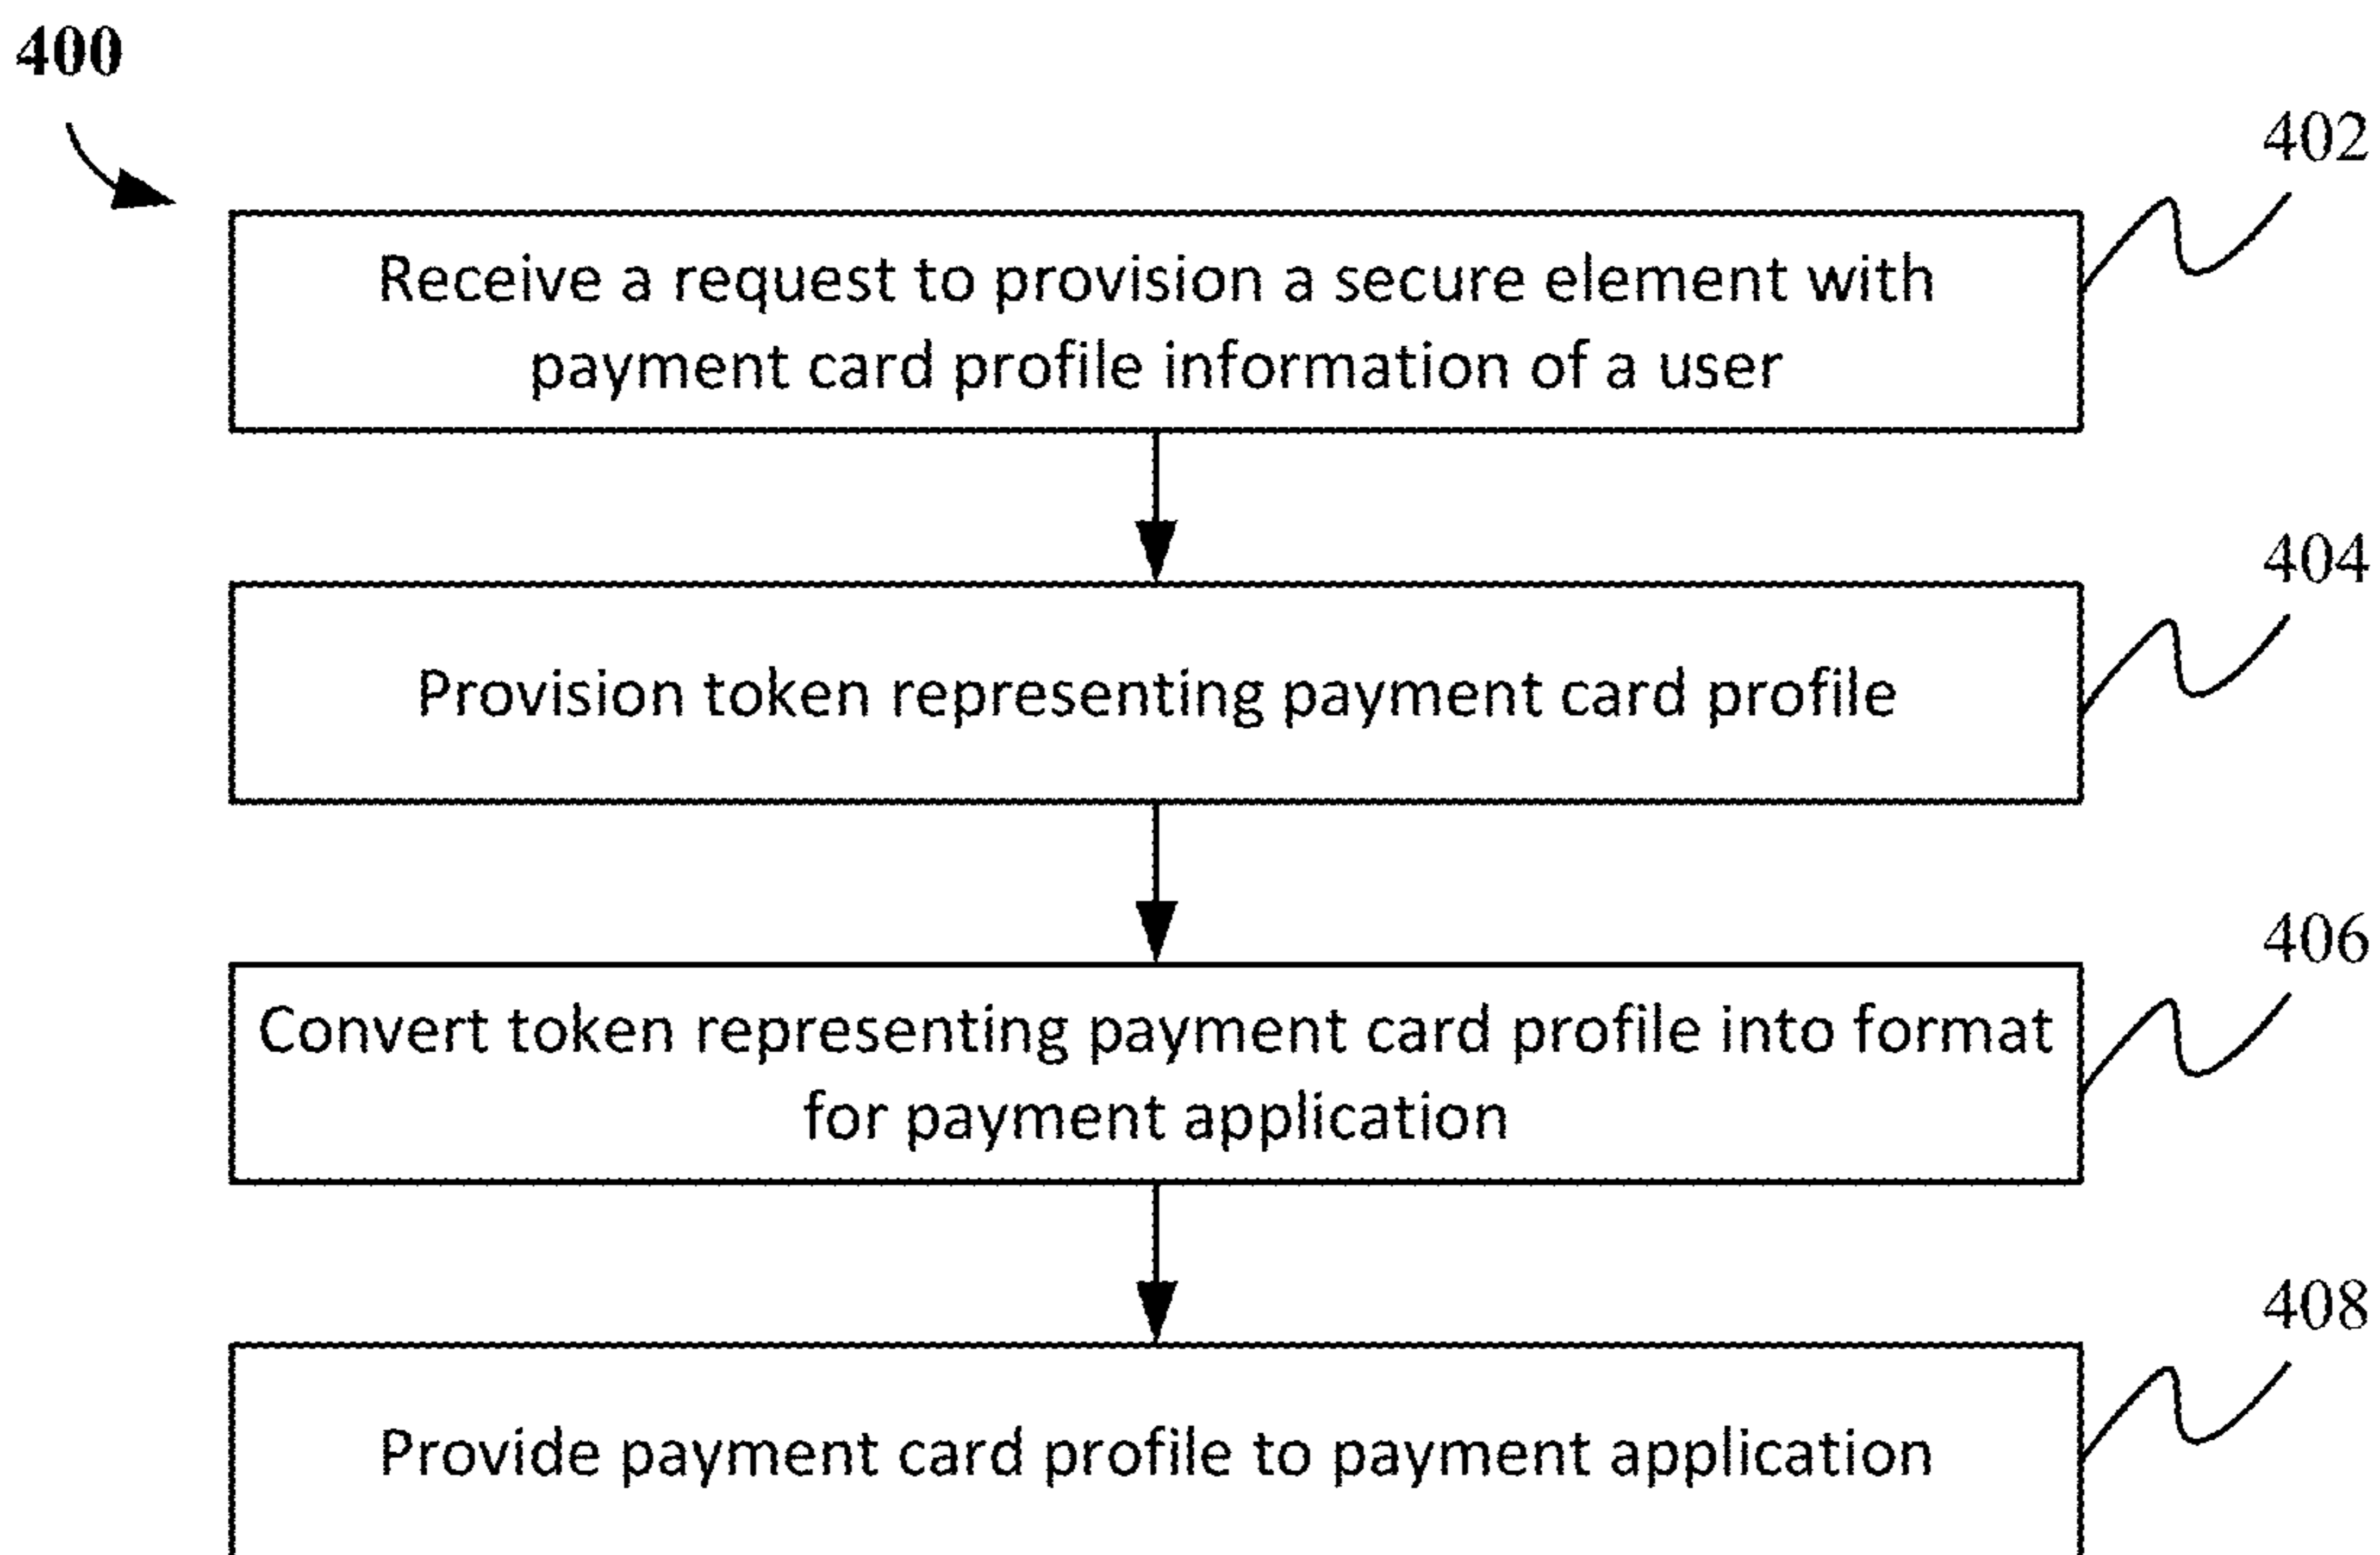 400
402
Receive a request to provision a secure element with
payment card profile information of a user
404
Provision token representing payment card profile
406
Convert token representing payment card profile into format
for payment application
408
Provide payment card profile to payment application